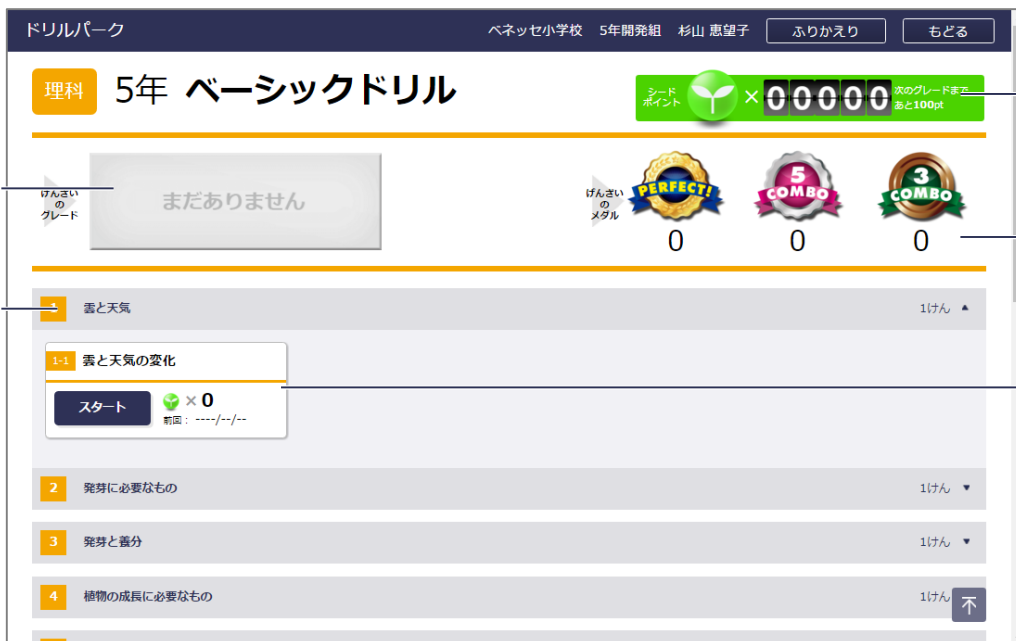 ドリルパーク
ベネッセ小学校 5年開発組 杉山 恵望子 ふりかえり もどる
理科 5年 ベーシックドリル
シード
ポイント
× 00000
次のグレードまで
あと100pt
げんざい
の
グレード
まだありません
げんざい
の
メダル
PERFECT!
5
COMBO
3
COMBO
0 0 0
1 雲と天気 1けん ▲
1-1 雲と天気の変化
スタート × 0
前回： ----/--/--
2 発芽に必要なもの 1けん ▼
3 発芽と養分 1けん ▼
4 植物の成長に必要なもの 1けん